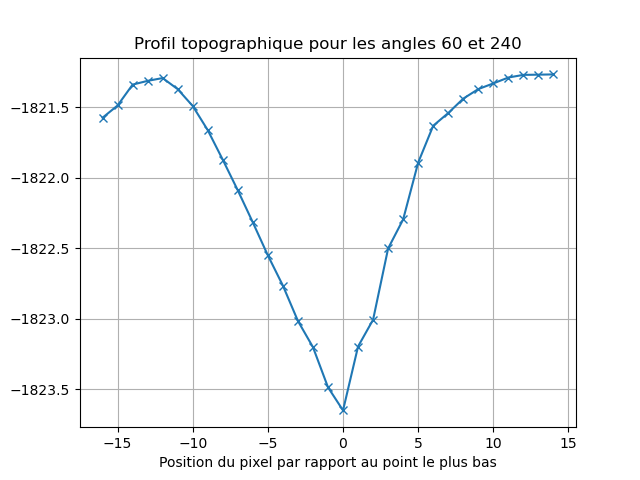 Profil topographique pour les angles 60 et 240
−1821.5
−1822.0
−1822.5
−1823.0
−1823.5
−15 −10 −5 0 5 10 15
Position du pixel par rapport au point le plus bas